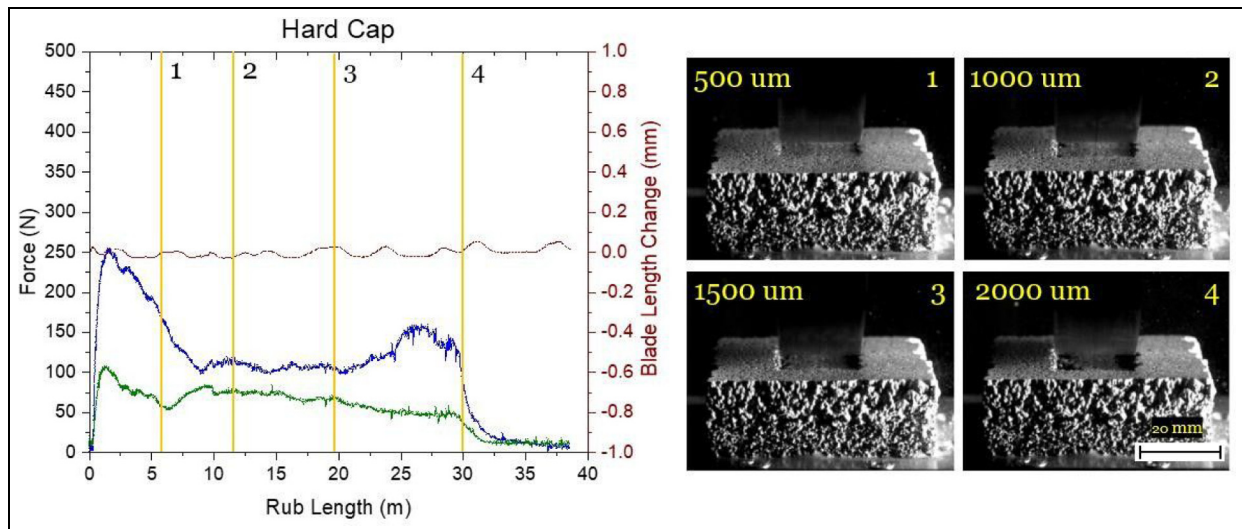 Hard Cap
500
450
400
350
300
250
200
150
100
50
0
Force (N)
1
2
3
4
1.0
0.8
0.6
0.4
0.2
0.0
-0.2
-0.4
-0.6
-0.8
-1.0
Blade Length Change (mm)
0 5 10 15 20 25 30 35 40
Rub Length (m)
500 um 1
1000 um 2
1500 um 3
2000 um 4
20 mm